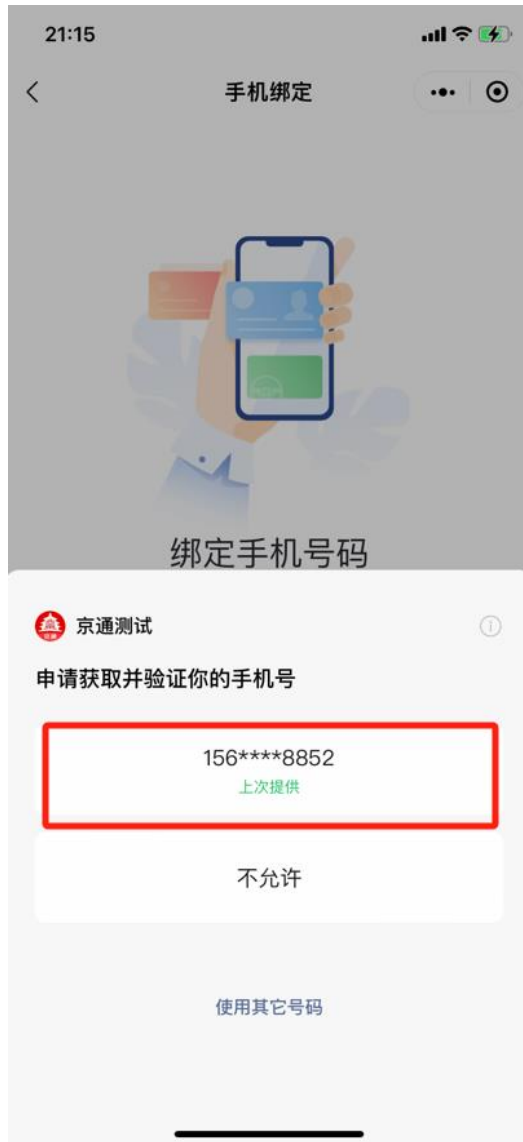 21:15
手机绑定
绑定手机号码
京通测试
申请获取并验证你的手机号
156****8852
上次提供
不允许
使用其它号码